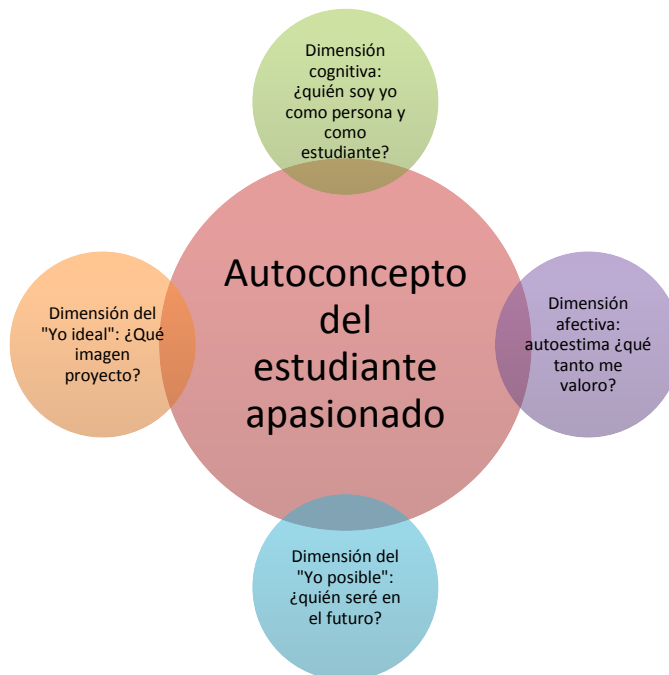 Dimensión
cognitiva:
¿quién soy yo
como persona y
como
estudiante?
Autoconcepto
del
estudiante
apasionado
Dimensión del
"Yo ideal": ¿Qué
imagen
proyecto?
Dimensión
afectiva:
autoestima ¿qué
tanto me
valoro?
Dimensión del
"Yo posible":
¿quién seré en
el futuro?